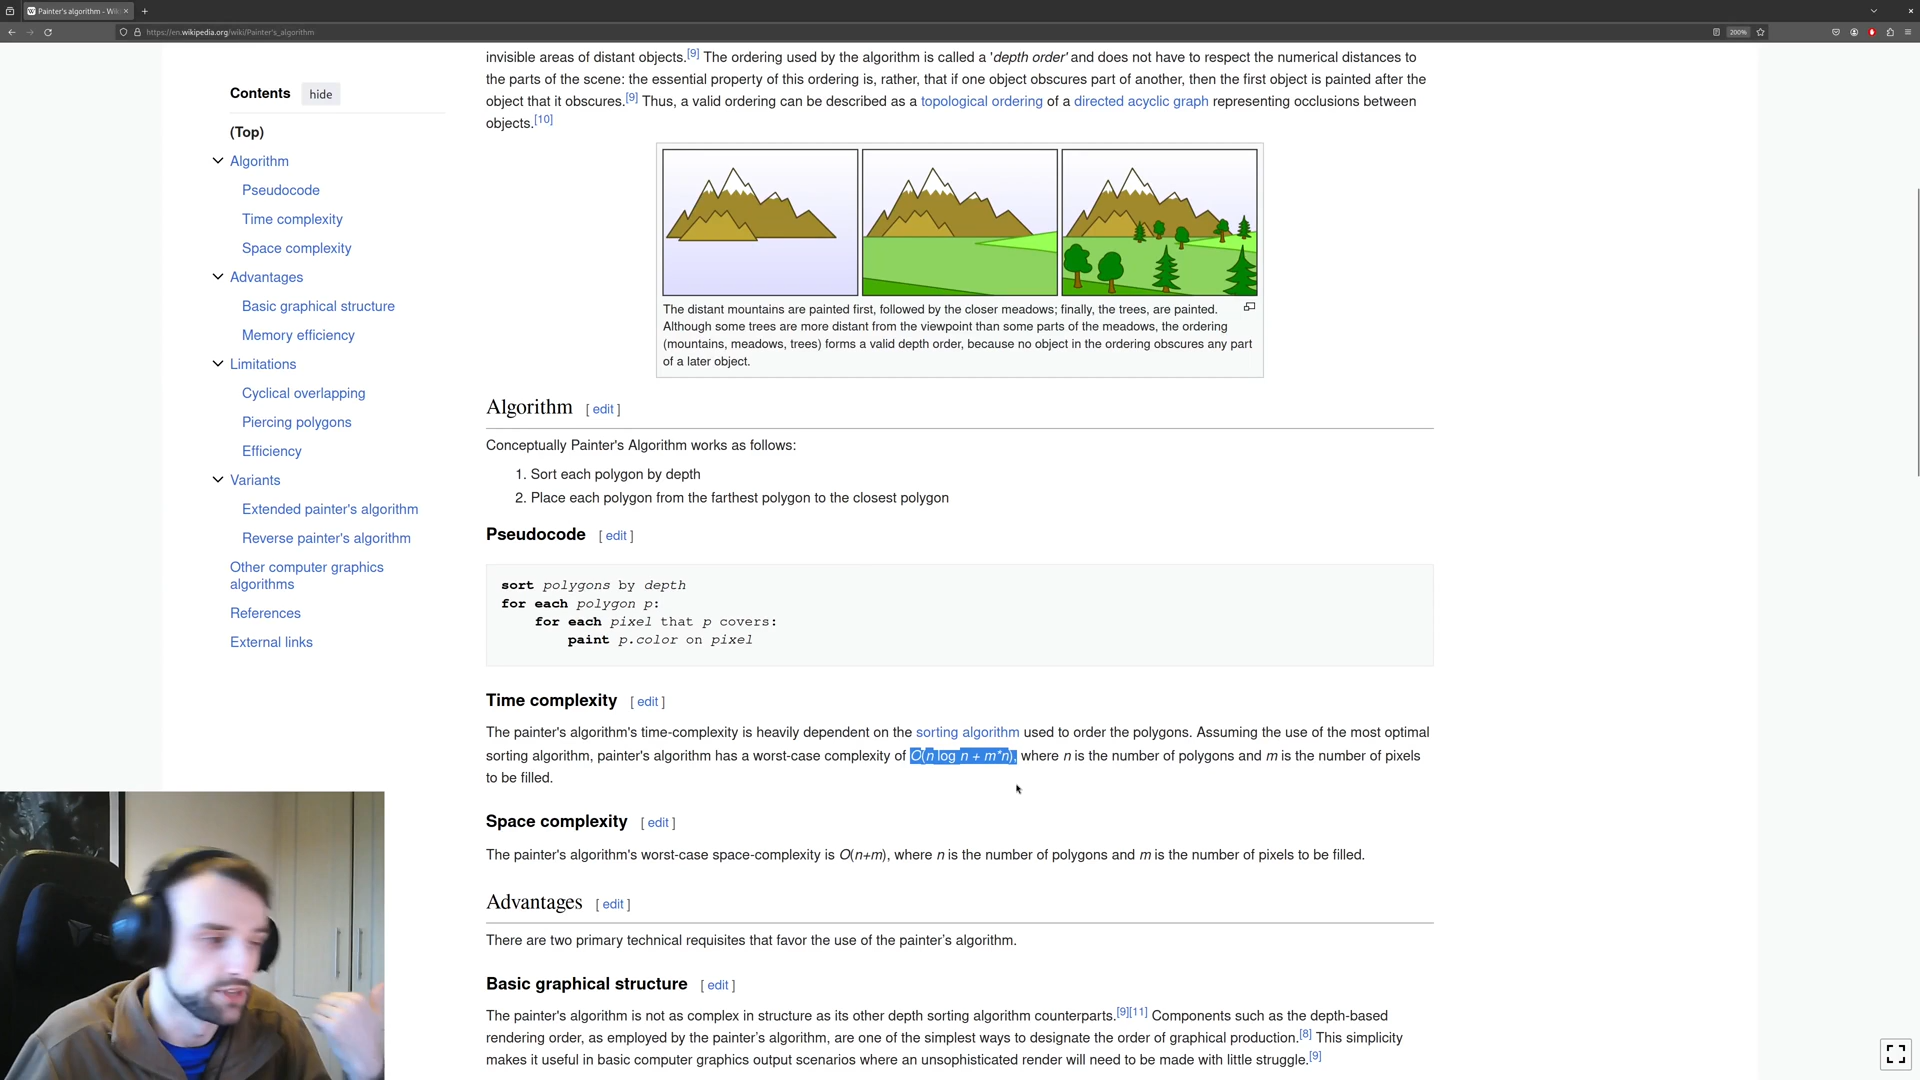 Painter's algorithm - Wik
https://en.wikipedia.org/wiki/Painter's_algorithm
200%
Contents hide
(Top)
Algorithm
Pseudocode
Time complexity
Space complexity
Advantages
Basic graphical structure
Memory efficiency
Limitations
Cyclical overlapping
Piercing polygons
Efficiency
Variants
Extended painter's algorithm
Reverse painter's algorithm
Other computer graphics
algorithms
References
External links
invisible areas of distant objects.[9] The ordering used by the algorithm is called a 'depth order' and does not have to respect the numerical distances to
the parts of the scene: the essential property of this ordering is, rather, that if one object obscures part of another, then the first object is painted after the
object that it obscures.[9] Thus, a valid ordering can be described as a topological ordering of a directed acyclic graph representing occlusions between
objects.[10]
The distant mountains are painted first, followed by the closer meadows; finally, the trees, are painted.
Although some trees are more distant from the viewpoint than some parts of the meadows, the ordering
(mountains, meadows, trees) forms a valid depth order, because no object in the ordering obscures any part
of a later object.
Algorithm [ edit ]
Conceptually Painter's Algorithm works as follows:
1. Sort each polygon by depth
2. Place each polygon from the farthest polygon to the closest polygon
Pseudocode [ edit ]
sort polygons by depth
for each polygon p:
for each pixel that p covers:
paint p.color on pixel
Time complexity [ edit ]
The painter's algorithm's time-complexity is heavily dependent on the sorting algorithm used to order the polygons. Assuming the use of the most optimal
sorting algorithm, painter's algorithm has a worst-case complexity of O(n log n + m*n), where n is the number of polygons and m is the number of pixels
to be filled.
Space complexity [ edit ]
The painter's algorithm's worst-case space-complexity is O(n+m), where n is the number of polygons and m is the number of pixels to be filled.
Advantages [ edit ]
There are two primary technical requisites that favor the use of the painter's algorithm.
Basic graphical structure [ edit ]
The painter's algorithm is not as complex in structure as its other depth sorting algorithm counterparts.[9][11] Components such as the depth-based
rendering order, as employed by the painter's algorithm, are one of the simplest ways to designate the order of graphical production.[8] This simplicity
makes it useful in basic computer graphics output scenarios where an unsophisticated render will need to be made with little struggle.[9]